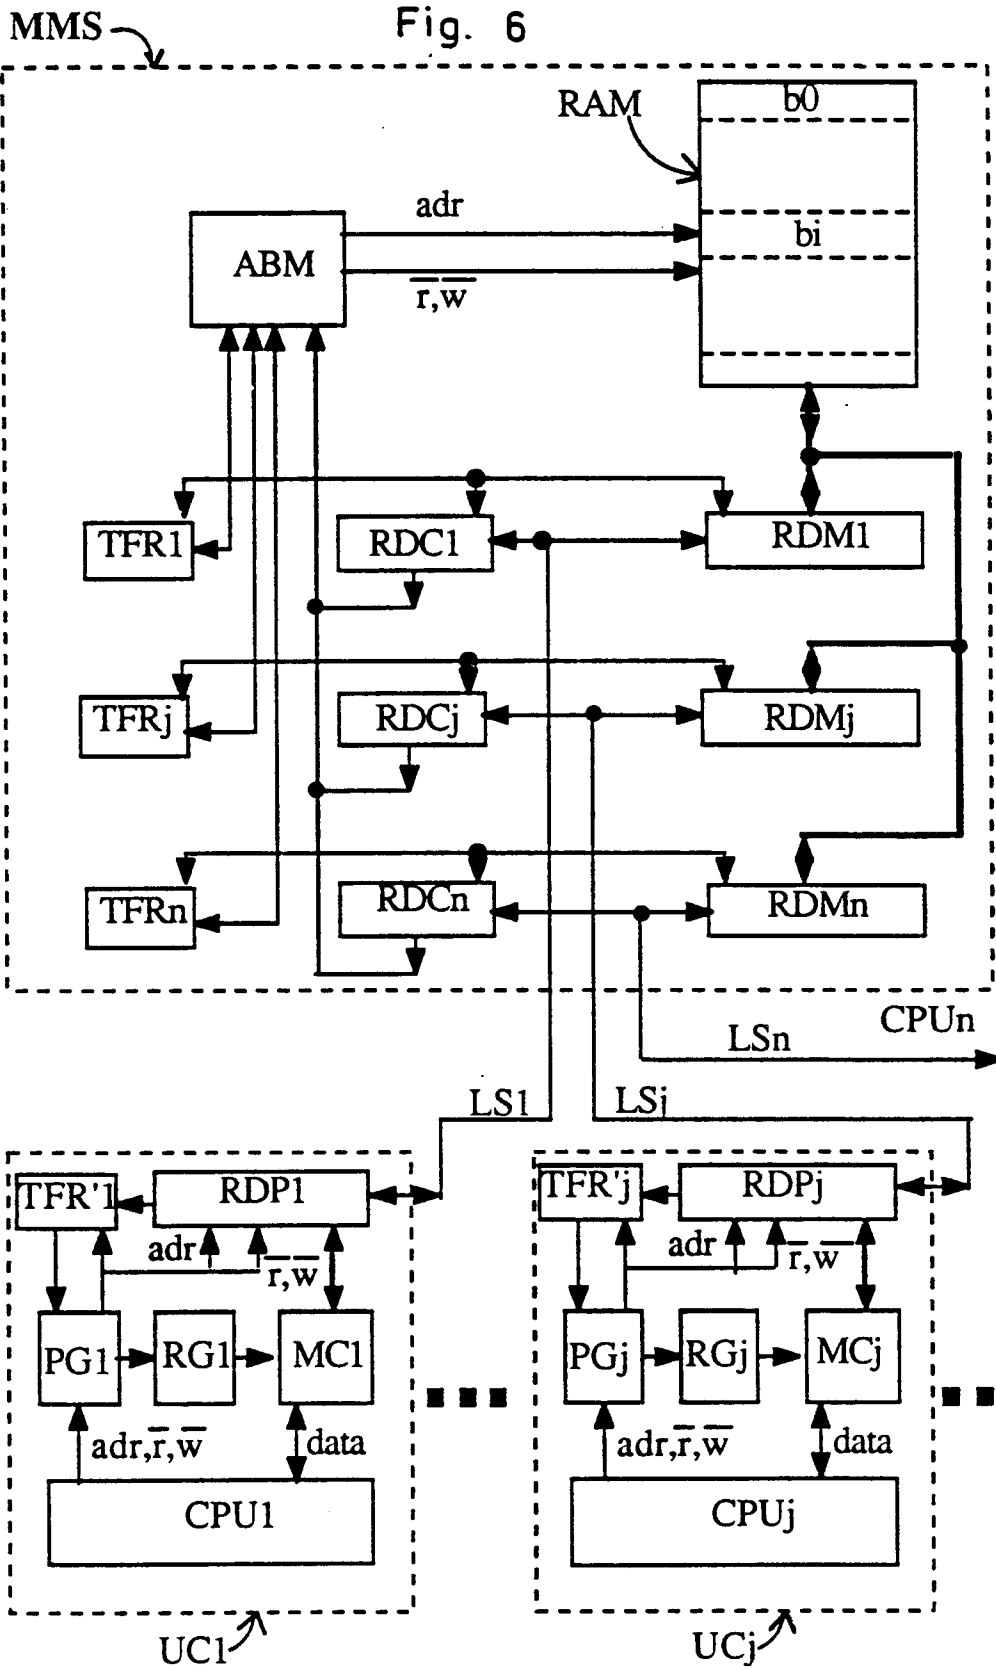 MMS
Fig. 6
RAM
b0
adr
bi
ABM
r̅,w̅
TFR1
RDC1
RDM1
TFRj
RDCj
RDMj
TFRn
RDCn
RDMn
CPUn
LSn
LS1
LSj
TFR'1
RDP1
TFR'j
RDPj
adr
r̅,w̅
adr
r̅,w̅
PG1
RG1
MC1
PGj
RGj
MCj
adr,r̅,w̅
data
adr,r̅,w̅
data
CPU1
CPUj
UC1
UCj